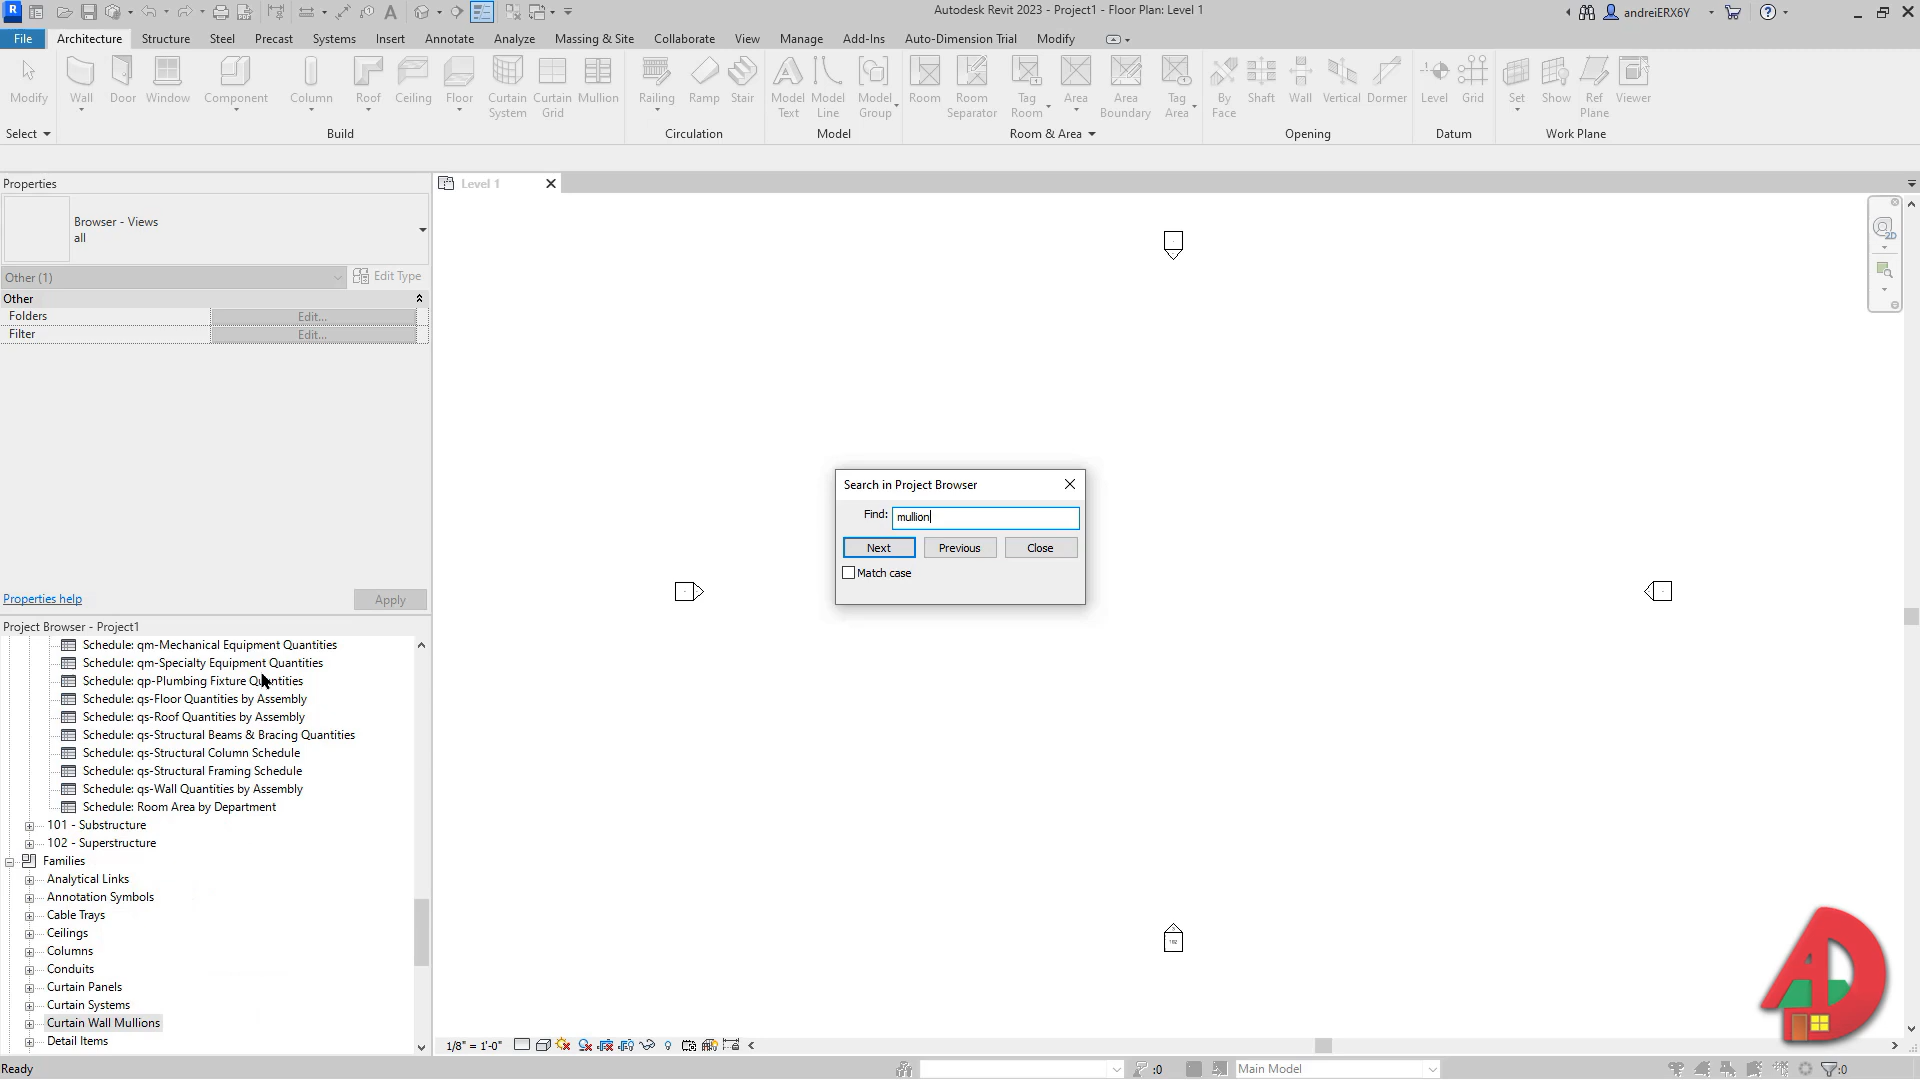 Autodesk Revit 2023 - Project1 - Floor Plan: Level 1
andreiERX6Y
File
Architecture
Structure
Steel
Precast
Systems
Insert
Annotate
Analyze
Massing & Site
Collaborate
View
Manage
Add-Ins
Auto-Dimension Trial
Modify
Modify
Wall
Door
Window
Component
Column
Roof
Ceiling
Floor
Curtain
System
Curtain
Grid
Mullion
Railing
Ramp
Stair
Model
Text
Model
Line
Model
Group
Room
Room
Separator
Tag
Room
Area
Area
Boundary
Tag
Area
By
Face
Shaft
Wall
Vertical
Dormer
Level
Grid
Set
Show
Ref
Plane
Viewer
Select
Build
Circulation
Model
Room & Area
Opening
Datum
Work Plane
Properties
Level 1
Browser - Views
all
Other (1)
Edit Type
Other
Folders
Edit...
Filter
Edit...
2D
Search in Project Browser
Find:
mullion
Next
Previous
Close
Match case
Properties help
Apply
Project Browser - Project1
Schedule: qm-Mechanical Equipment Quantities
Schedule: qm-Specialty Equipment Quantities
Schedule: qp-Plumbing Fixture Quantities
Schedule: qs-Floor Quantities by Assembly
Schedule: qs-Roof Quantities by Assembly
Schedule: qs-Structural Beams & Bracing Quantities
Schedule: qs-Structural Column Schedule
Schedule: qs-Structural Framing Schedule
Schedule: qs-Wall Quantities by Assembly
Schedule: Room Area by Department
101 - Substructure
102 - Superstructure
Families
Analytical Links
Annotation Symbols
Cable Trays
Ceilings
Columns
Conduits
Curtain Panels
Curtain Systems
Curtain Wall Mullions
Detail Items
1/8" = 1'-0"
Ready
:0
Main Model
:0